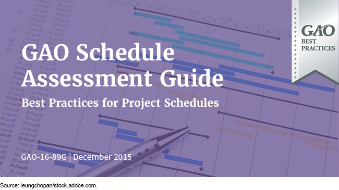 GAO
BEST
PRACTICES
GAO Schedule
Assessment Guide
Best Practices for Project Schedules
GAO-16-89G | December 2015
Source: leungchopan/stock.adobe.com.